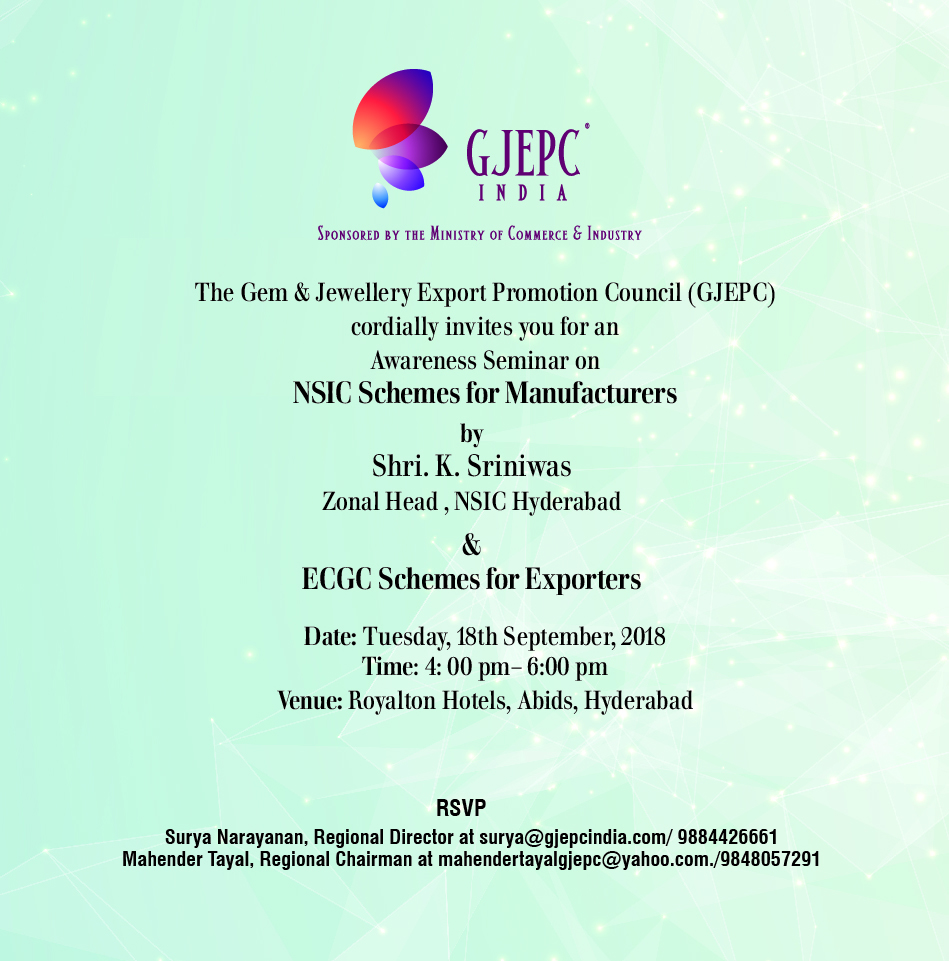 GJEPC®
INDIA
SPONSORED BY THE MINISTRY OF COMMERCE & INDUSTRY
The Gem & Jewellery Export Promotion Council (GJEPC)
cordially invites you for an
Awareness Seminar on
NSIC Schemes for Manufacturers
by
Shri. K. Sriniwas
Zonal Head , NSIC Hyderabad
&
ECGC Schemes for Exporters
Date: Tuesday, 18th September, 2018
Time: 4: 00 pm– 6:00 pm
Venue: Royalton Hotels, Abids, Hyderabad
RSVP
Surya Narayanan, Regional Director at surya@gjepcindia.com/ 9884426661
Mahender Tayal, Regional Chairman at mahendertayalgjepc@yahoo.com./9848057291